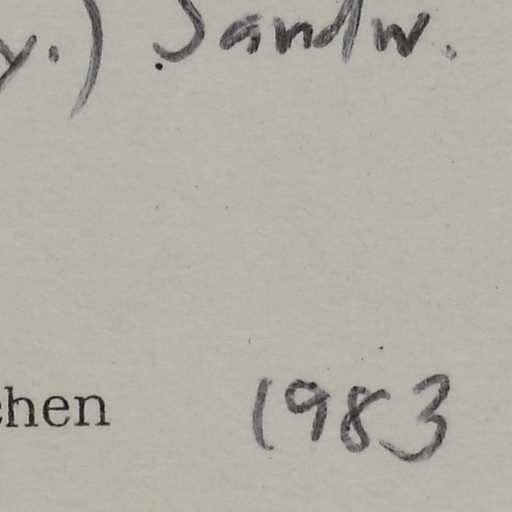 y.) Sandw.
chen 1983